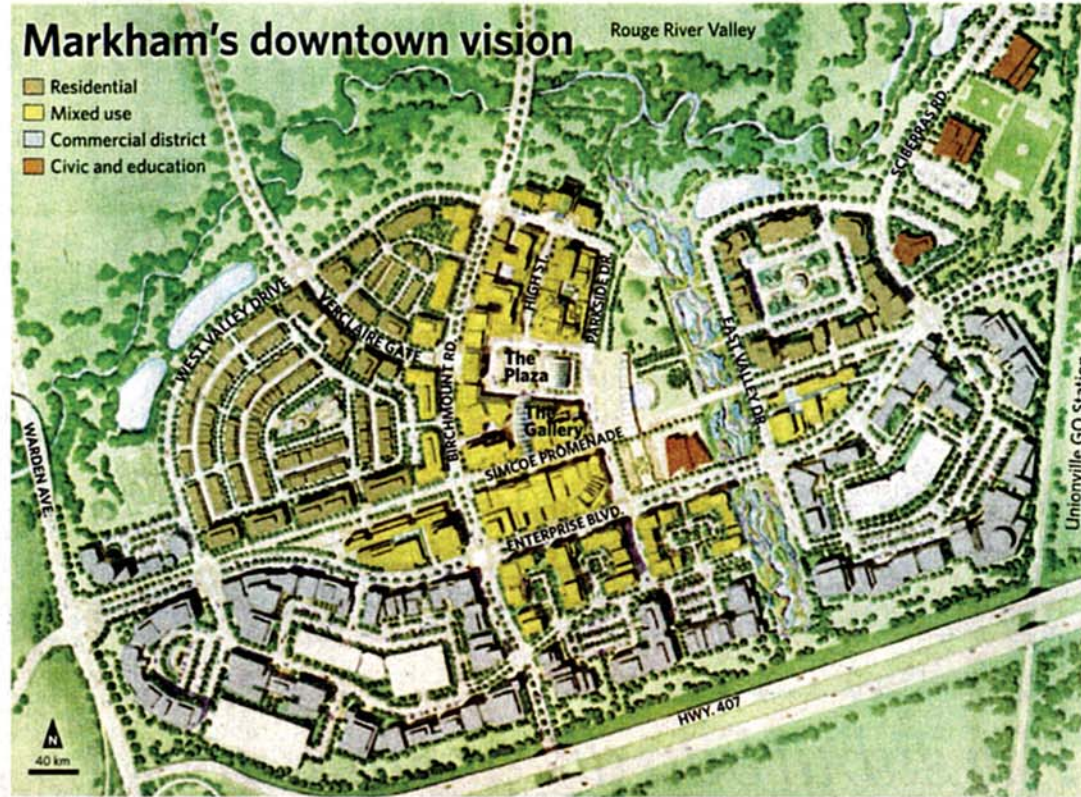 Markham's downtown vision
Rouge River Valley
Residential
Mixed use
Commercial district
Civic and education
SCIBERRAS RD.
WEST VALLEY DRIVE
VERCLAIRE GATE
BIRCHMOUNT RD.
HIGH ST.
PARKSIDE DR.
EAST VALLEY DR.
The
Plaza
The
Gallery
SIMCOE PROMENADE
ENTERPRISE BLVD.
WARDEN AVE.
Unionville GO Station
HWY. 407
N
40 km